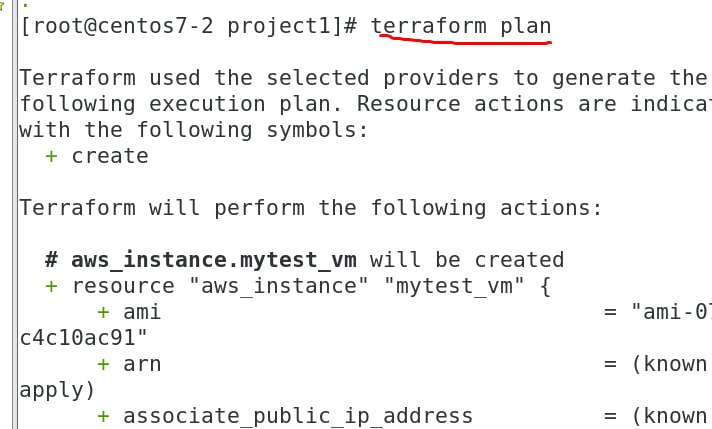 [root@centos7-2 project1]# terraform plan
Terraform used the selected providers to generate the
following execution plan. Resource actions are
with the following symbols:
+ create
Terraform will perform the following actions:
# aws_instance.mytest_vm will be created
+ resource "aws_instance" "mytest_vm" {
+ ami = "ami-07
c4c10ac91"
+ arn = (known
apply)
+ associate_public_ip_address = (known